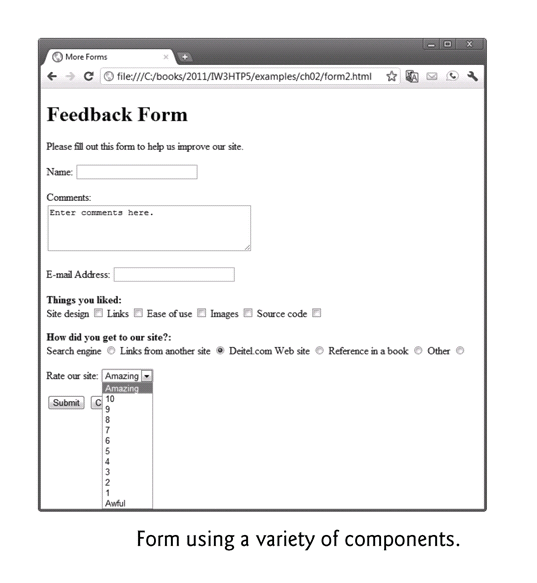 More Forms
file:///C:/books/2011/IW3HTP5/examples/ch02/form2.html
Feedback Form
Please fill out this form to help us improve our site.
Name:
Comments:
Enter comments here.
E-mail Address:
Things you liked:
Site design Links Ease of use Images Source code
How did you get to our site?:
Search engine Links from another site Deitel.com Web site Reference in a book Other
Rate our site: Amazing
Amazing
Submit C
10
9
8
7
6
5
4
3
2
1
Awful
Form using a variety of components.